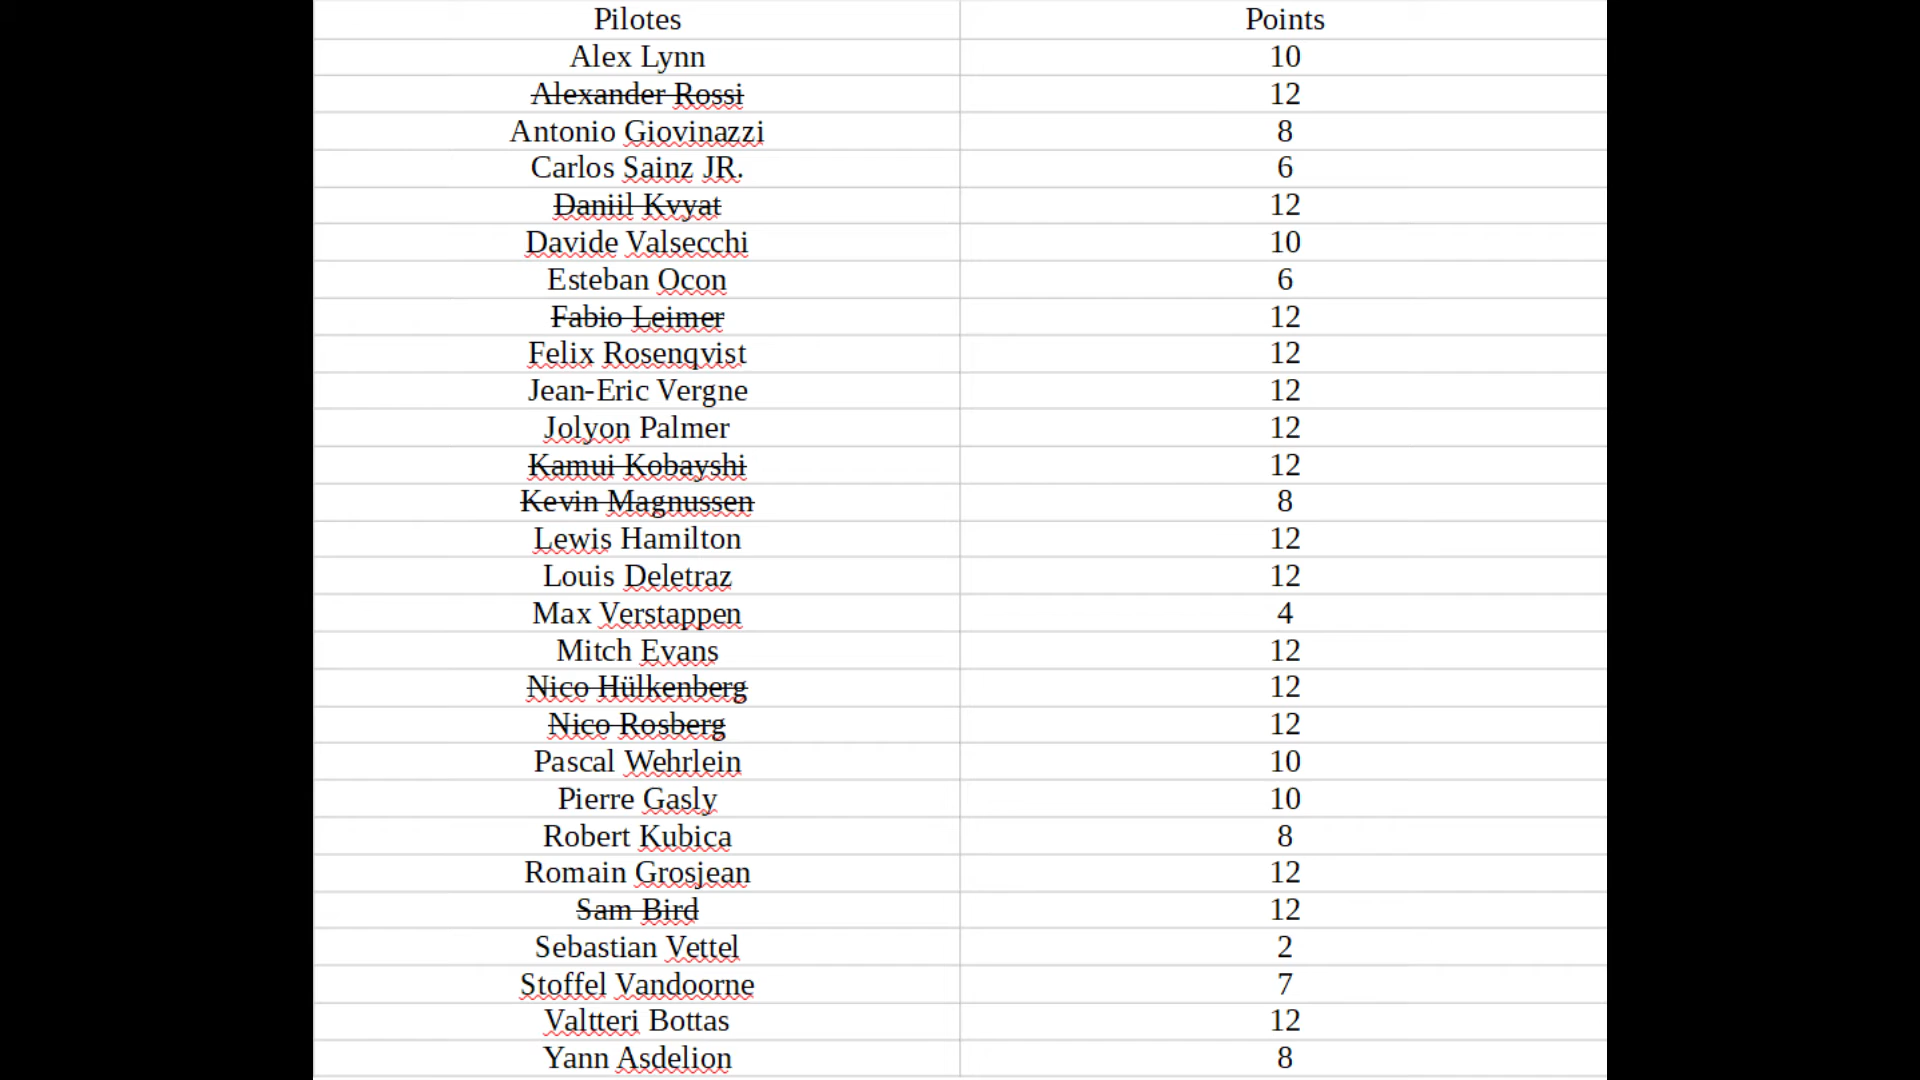 Pilotes Points
Alex Lynn 10
Alexander Rossi 12
Antonio Giovinazzi 8
Carlos Sainz JR. 6
Daniil Kvyat 12
Davide Valsecchi 10
Esteban Ocon 6
Fabio Leimer 12
Felix Rosenqvist 12
Jean-Eric Vergne 12
Jolyon Palmer 12
Kamui Kobayshi 12
Kevin Magnussen 8
Lewis Hamilton 12
Louis Deletraz 12
Max Verstappen 4
Mitch Evans 12
Nico Hülkenberg 12
Nico Rosberg 12
Pascal Wehrlein 10
Pierre Gasly 10
Robert Kubica 8
Romain Grosjean 12
Sam Bird 12
Sebastian Vettel 2
Stoffel Vandoorne 7
Valtteri Bottas 12
Yann Asdelion 8